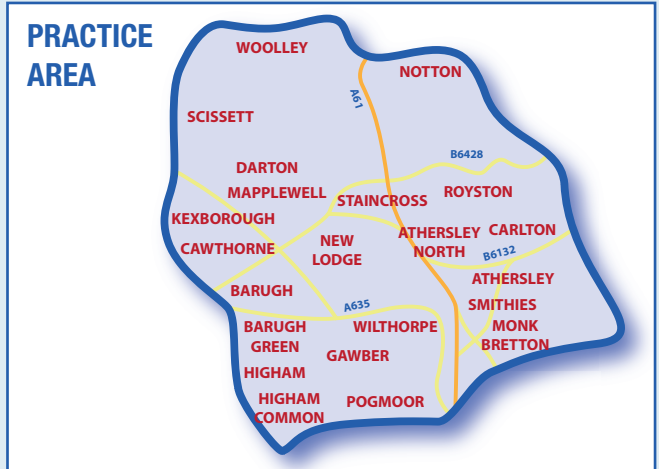 PRACTICE
AREA
WOOLLEY
NOTTON
A61
SCISSETT
B6428
DARTON
MAPPLEWELL
STAINCROSS
ROYSTON
KEXBOROUGH
ATHERSLEY
NORTH
CARLTON
CAWTHORNE
NEW
LODGE
B6132
ATHERSLEY
BARUGH
A635
SMITHIES
BARUGH
GREEN
WILTHORPE
MONK
BRETTON
GAWBER
HIGHAM
HIGHAM
COMMON
POGMOOR